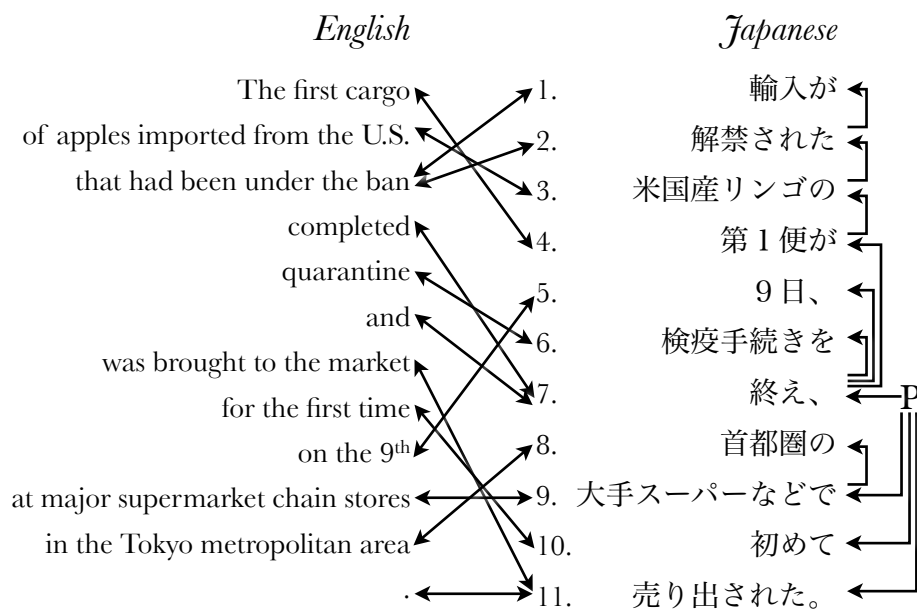 English Japanese
The first cargo 1. 輸入が
of apples imported from the U.S. 2. 解禁された
that had been under the ban 3. 米国産リンゴの
completed 4. 第1便が
quarantine 5. 9日、
and 6. 検疫手続きを
was brought to the market 7. 終え、 P
for the first time 8. 首都圏の
on the 9th 9. 大手スーパーなどで
at major supermarket chain stores 10. 初めて
in the Tokyo metropolitan area 11. 売り出された。
.